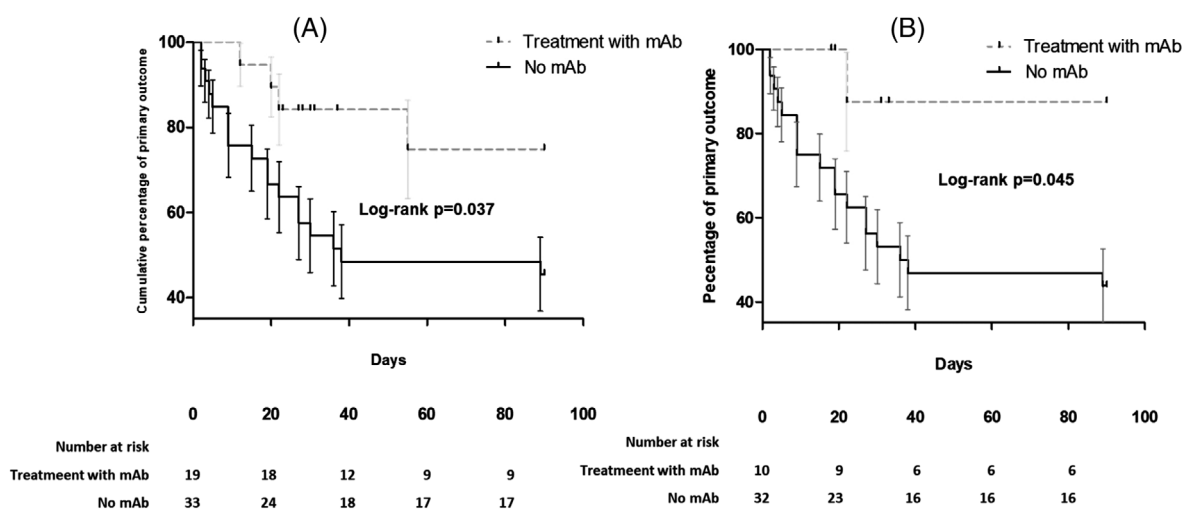 (A)
Treatment with mAb
No mAb
Cumulative percentage of primary outcome
100
80
60
40
Log-rank p=0.037
Days
0 20 40 60 80 100
Number at risk
Treatmeent with mAb 19 18 12 9 9
No mAb 33 24 18 17 17
(B)
Treatment with mAb
No mAb
Pecentage of primary outcome
100
80
60
40
Log-rank p=0.045
Days
0 20 40 60 80 100
Number at risk
Treatmeent with mAb 10 9 6 6 6
No mAb 32 23 16 16 16